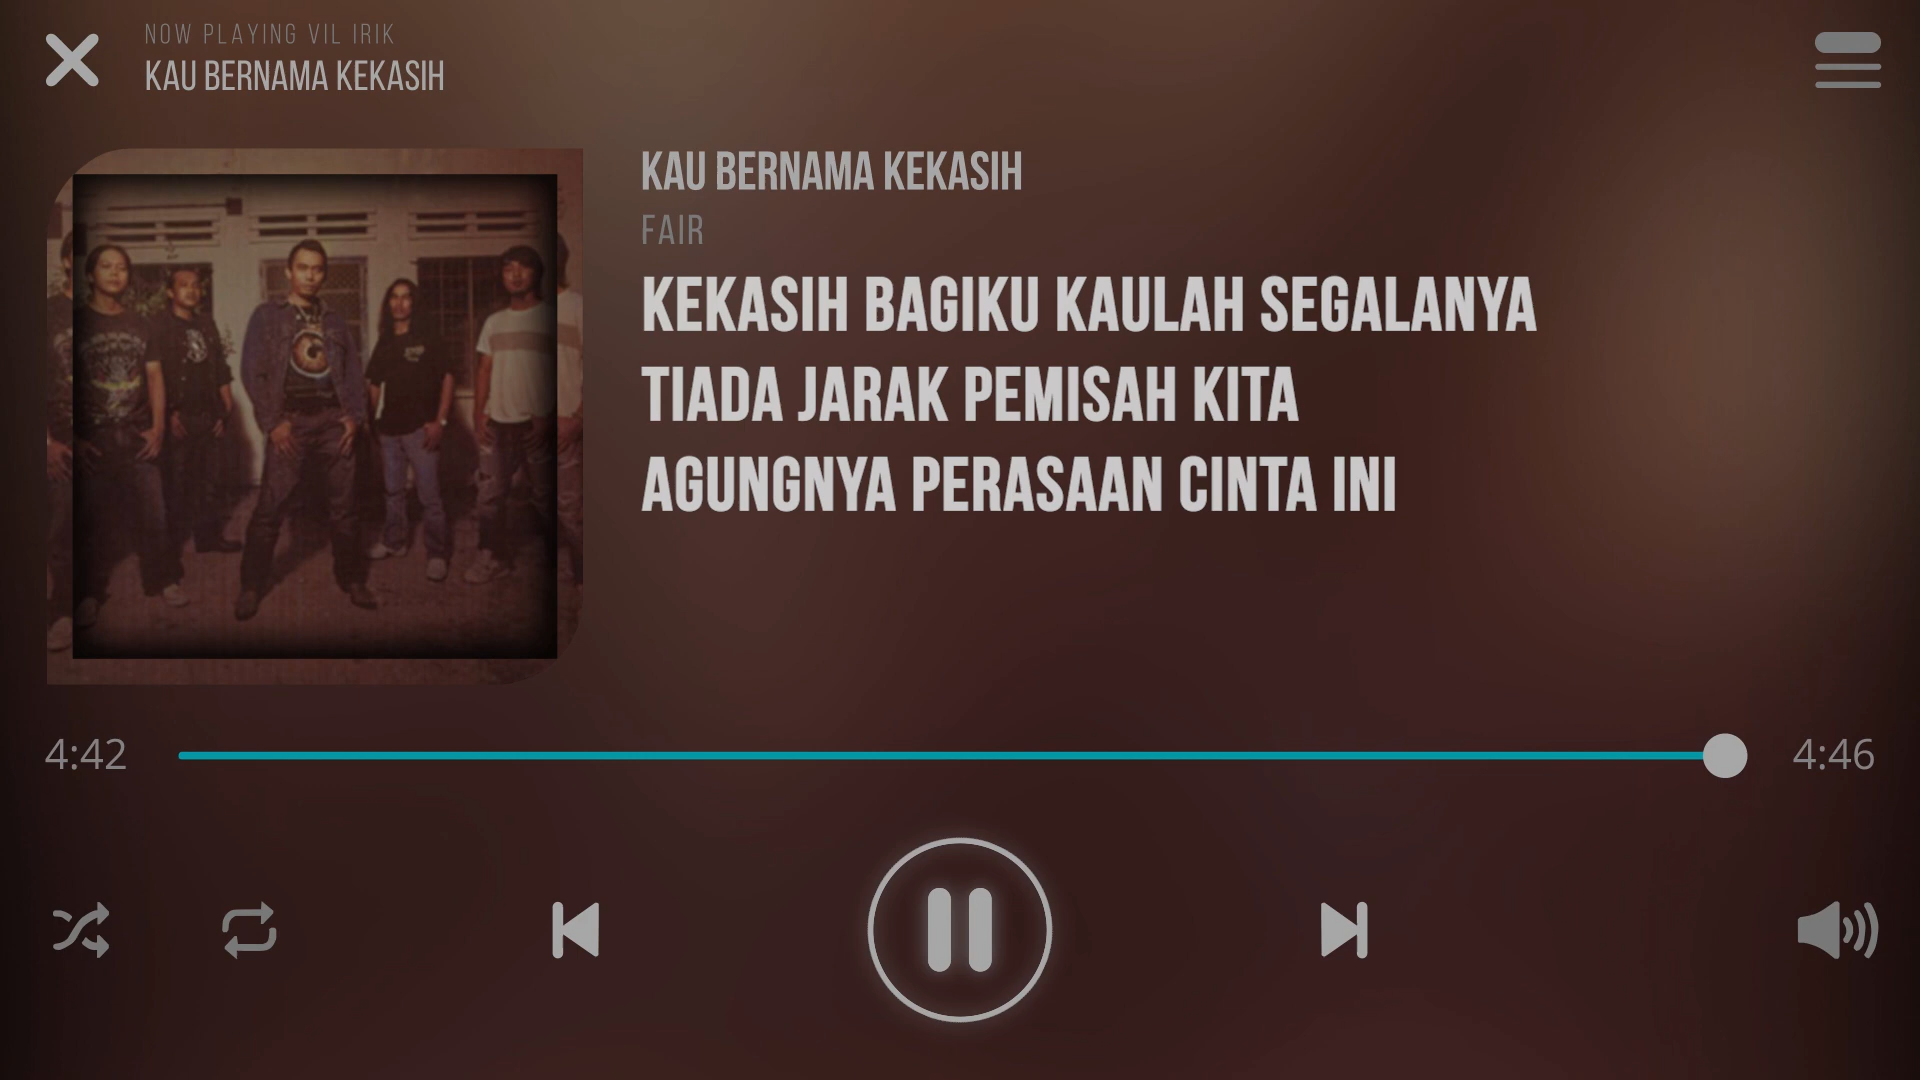 NOW PLAYING VIL IRIK
KAU BERNAMA KEKASIH
KAU BERNAMA KEKASIH
FAIR
KEKASIH BAGIKU KAULAH SEGALANYA
TIADA JARAK PEMISAH KITA
AGUNGNYA PERASAAN CINTA INI
4:42
4:46